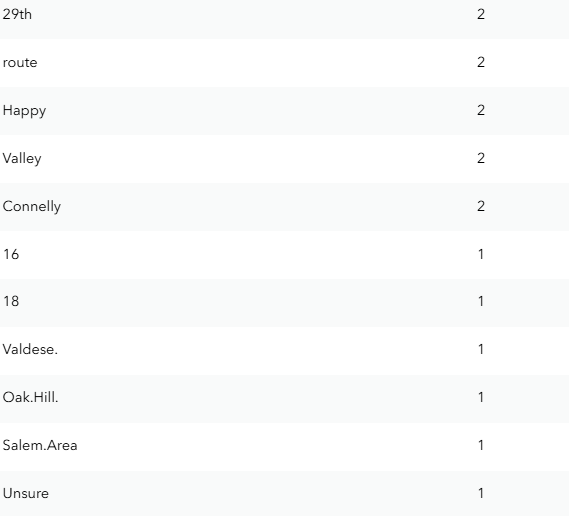 29th 2
route 2
Happy 2
Valley 2
Connelly 2
16 1
18 1
Valdese. 1
Oak.Hill. 1
Salem.Area 1
Unsure 1